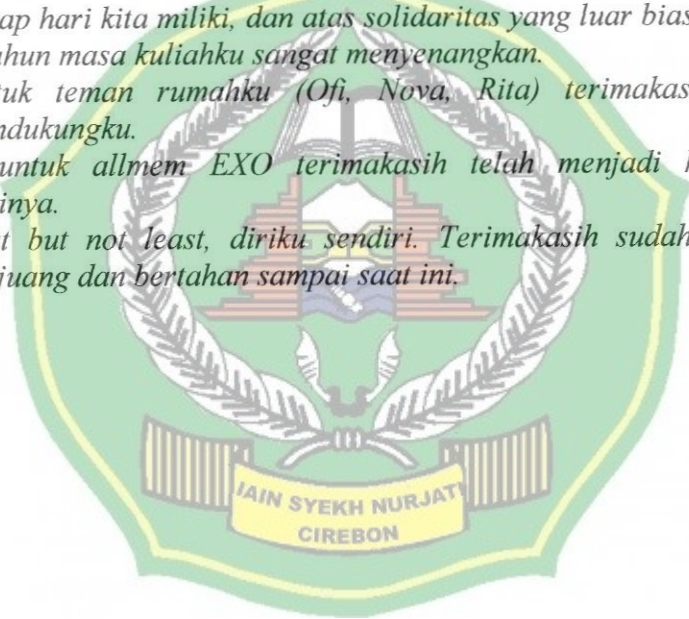 ap hari kita miliki, dan atas solidaritas yang luar bias
ahun masa kuliahku sangat menyenangkan.
tuk teman rumahku (Ofi, Nova, Rita) terimakas
ndukungku.
untuk allmem EXO terimakasih telah menjadi h
inya.
t but not least, diriku sendiri. Terimakasih sudah
juang dan bertahan sampai saat ini.
IAIN SYEKH NURJATI
CIREBON